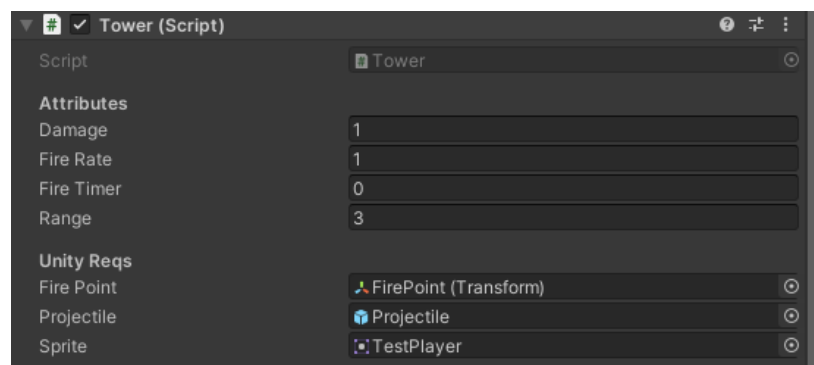 Tower (Script)
Script Tower
Attributes
Damage 1
Fire Rate 1
Fire Timer 0
Range 3
Unity Reqs
Fire Point FirePoint (Transform)
Projectile Projectile
Sprite TestPlayer